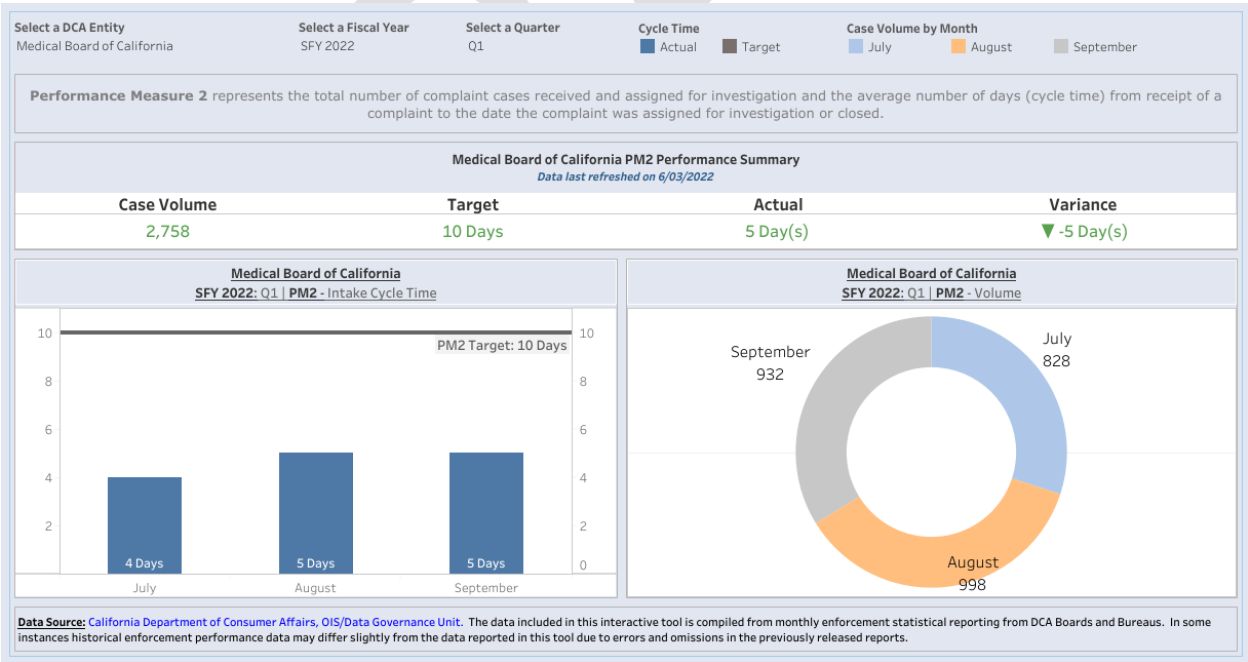 Select a DCA Entity
Medical Board of California
Select a Fiscal Year
SFY 2022
Select a Quarter
Q1
Cycle Time
Actual
Target
Case Volume by Month
July
August
September
Performance Measure 2 represents the total number of complaint cases received and assigned for investigation and the average number of days (cycle time) from receipt of a
complaint to the date the complaint was assigned for investigation or closed.
Medical Board of California PM2 Performance Summary
Data last refreshed on 6/03/2022
Case Volume
Target
Actual
Variance
2,758
10 Days
5 Day(s)
▼ -5 Day(s)
Medical Board of California
SFY 2022: Q1 | PM2 - Intake Cycle Time
10
8
6
4
2
10
8
6
4
2
0
PM2 Target: 10 Days
4 Days
5 Days
5 Days
July
August
September
Medical Board of California
SFY 2022: Q1 | PM2 - Volume
September
932
July
828
August
998
Data Source: California Department of Consumer Affairs, OIS/Data Governance Unit. The data included in this interactive tool is compiled from monthly enforcement statistical reporting from DCA Boards and Bureaus. In some
instances historical enforcement performance data may differ slightly from the data reported in this tool due to errors and omissions in the previously released reports.